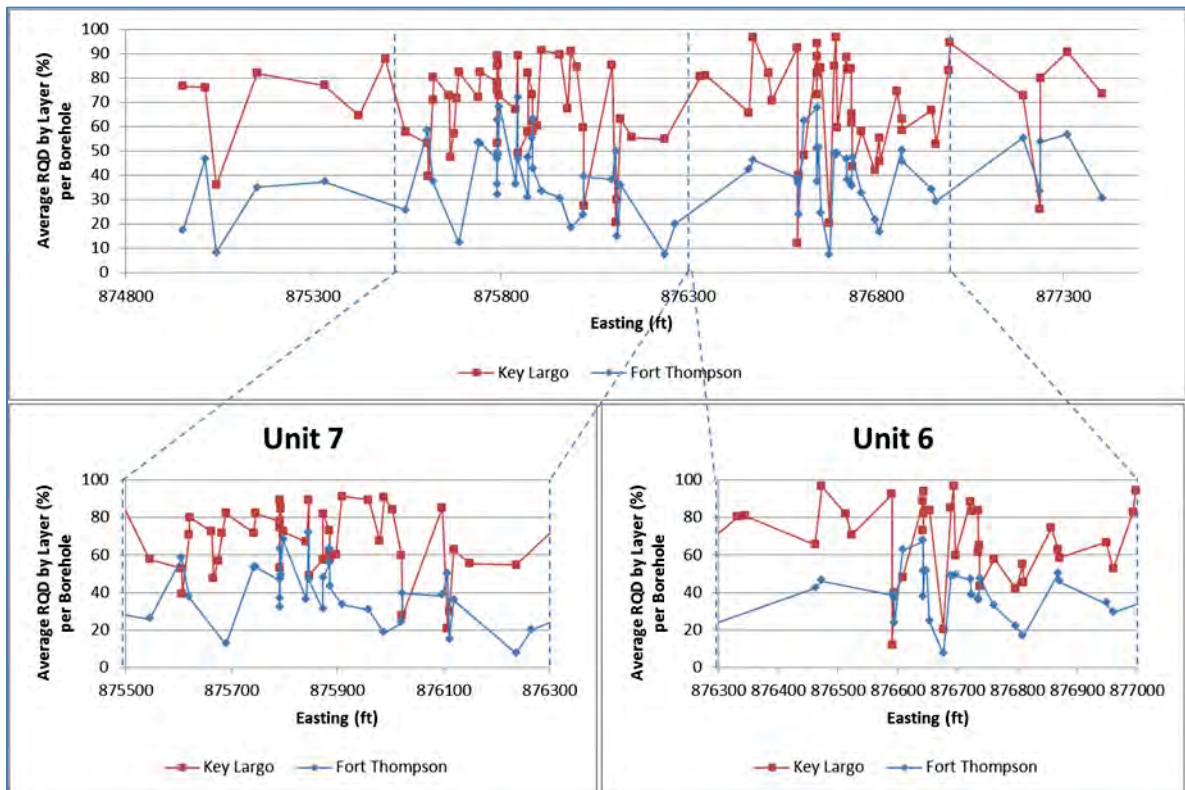 Average RQD by Layer (%)
per Borehole
100
90
80
70
60
50
40
30
20
10
0
874800 875300 875800 876300 876800 877300
Easting (ft)
Key Largo Fort Thompson
Unit 7
Average RQD by Layer (%)
per Borehole
100
80
60
40
20
0
875500 875700 875900 876100 876300
Easting (ft)
Key Largo Fort Thompson
Unit 6
Average RQD by Layer (%)
per Borehole
100
80
60
40
20
0
876300 876400 876500 876600 876700 876800 876900 877000
Easting (ft)
Key Largo Fort Thompson